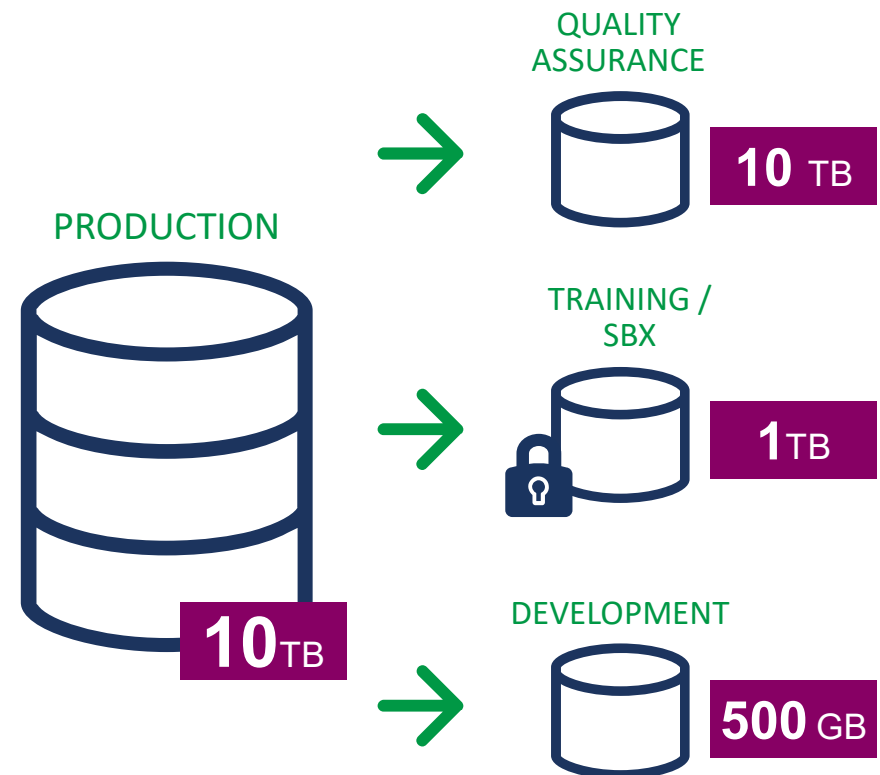 PRODUCTION
10TB
QUALITY
ASSURANCE
10 TB
TRAINING /
SBX
1TB
DEVELOPMENT
500 GB